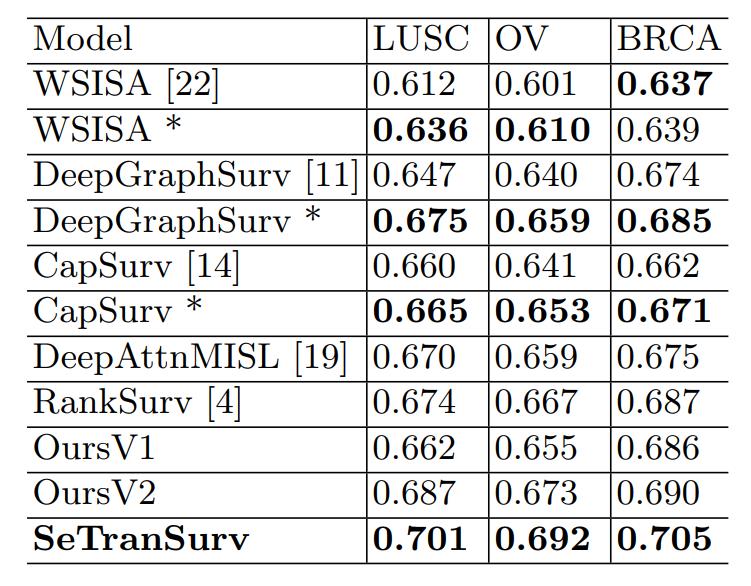 Model LUSC OV BRCA
WSISA [22] 0.612 0.601 0.637
WSISA * 0.636 0.610 0.639
DeepGraphSurv [11] 0.647 0.640 0.674
DeepGraphSurv * 0.675 0.659 0.685
CapSurv [14] 0.660 0.641 0.662
CapSurv * 0.665 0.653 0.671
DeepAttnMISL [19] 0.670 0.659 0.675
RankSurv [4] 0.674 0.667 0.687
OursV1 0.662 0.655 0.686
OursV2 0.687 0.673 0.690
SeTranSurv 0.701 0.692 0.705